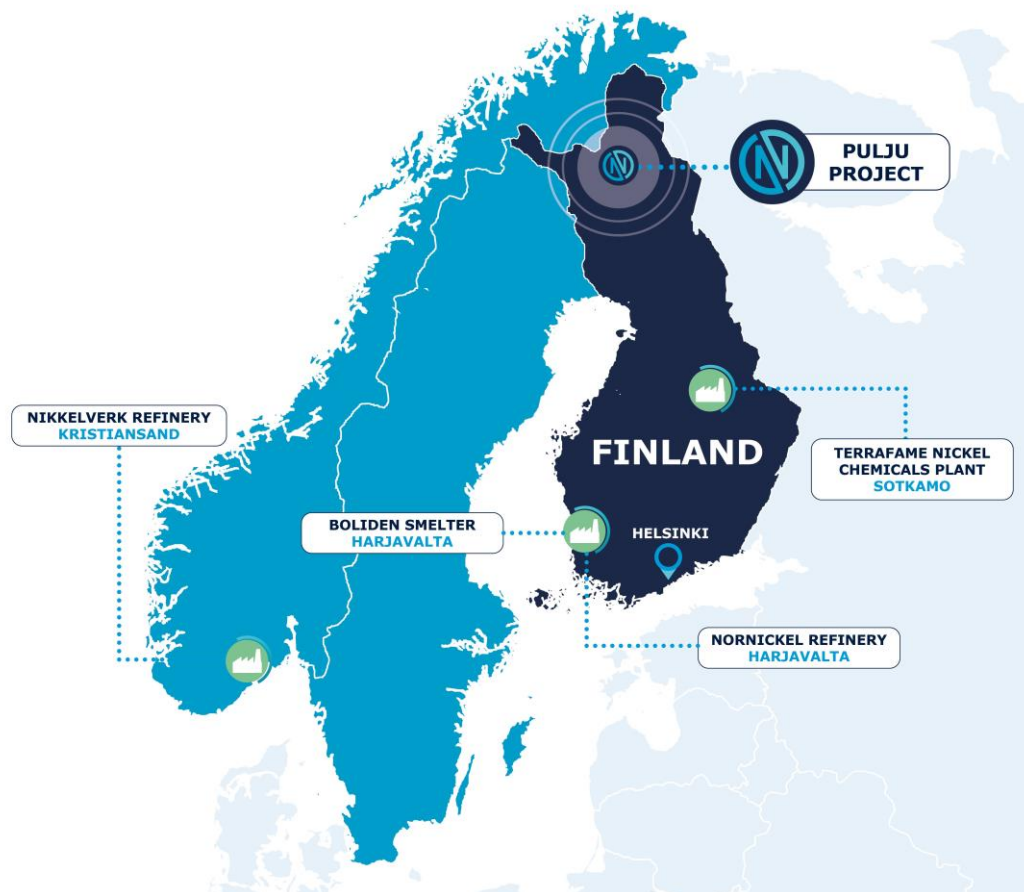 PULJU
PROJECT
NIKKELVERK REFINERY
KRISTIANSAND
FINLAND
TERRAFAME NICKEL
CHEMICALS PLANT
SOTKAMO
BOLIDEN SMELTER
HARJAVALTA
HELSINKI
NORNICKEL REFINERY
HARJAVALTA